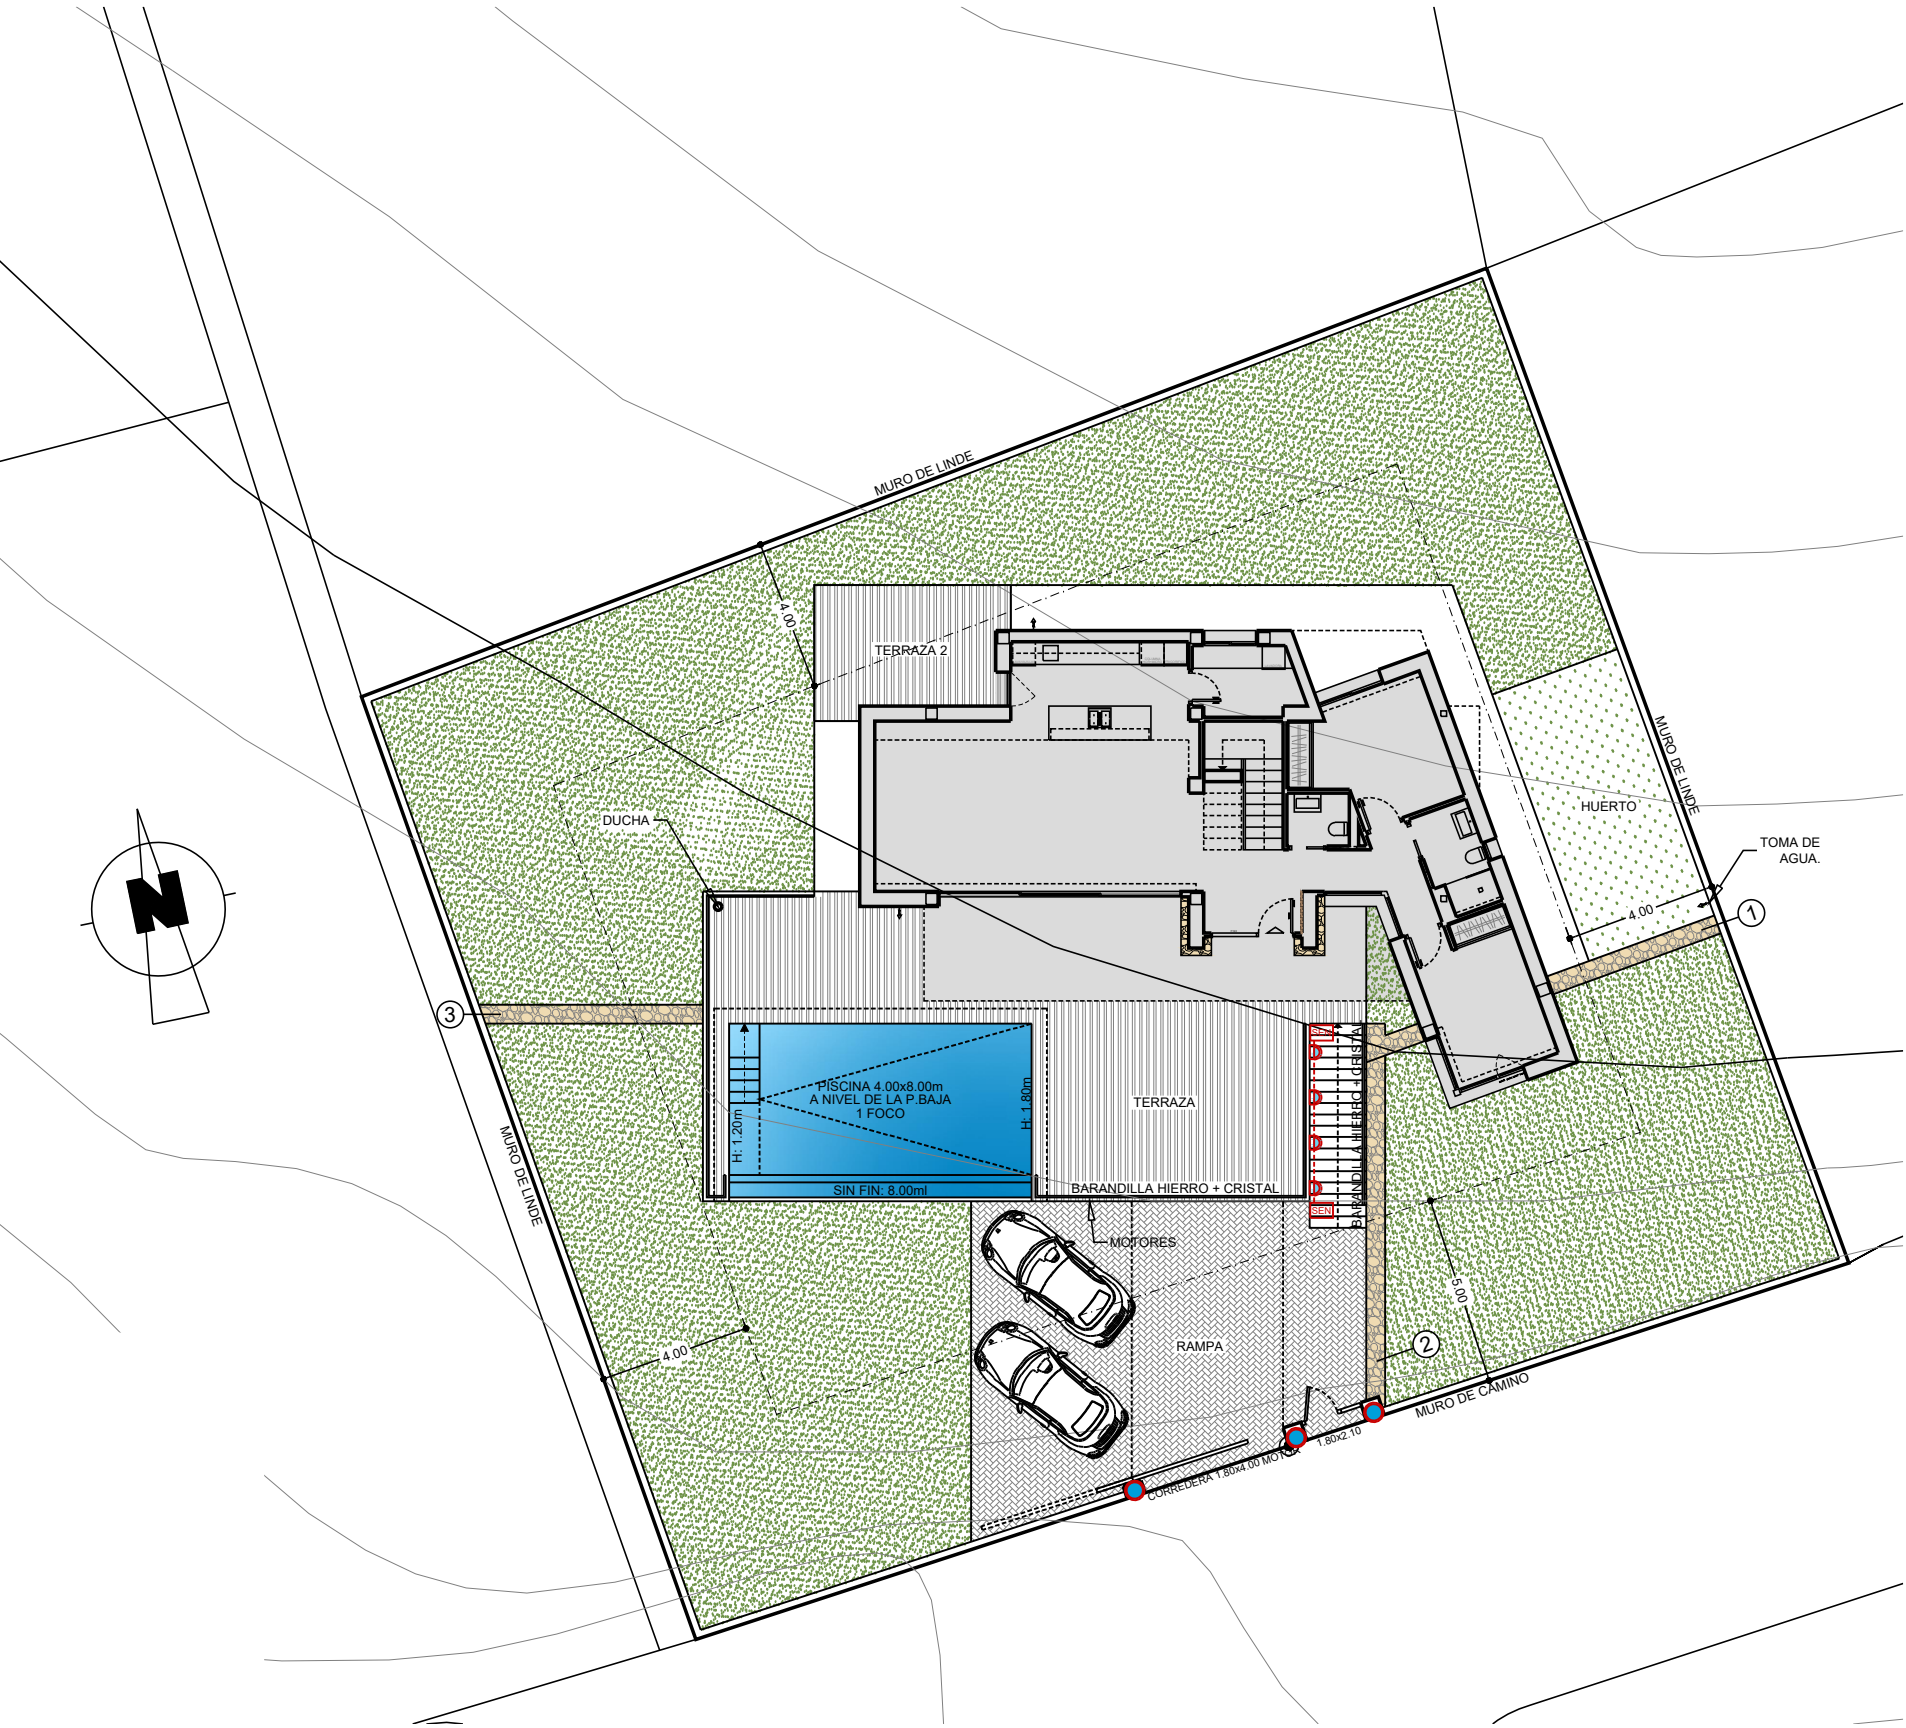 MURO DE LINDE
4.00
TERRAZA 2
MURO DE LINDE
HUERTO
DUCHA
TOMA DE
AGUA.
N
4.00
1
3
SEN
BARANDILLA HIERRO + CRISTAL
PISCINA 4.00x8.00m
A NIVEL DE LA P.BAJA
1 FOCO
H: 1.20m
H: 1.80m
TERRAZA
MURO DE LINDE
SIN FIN: 8.00ml
BARANDILLA HIERRO + CRISTAL
SEN
MOTORES
5.00
RAMPA
2
4.00
MURO DE CAMINO
1.80x2.10
CORREDERA 1.80x4.00 MOTOR